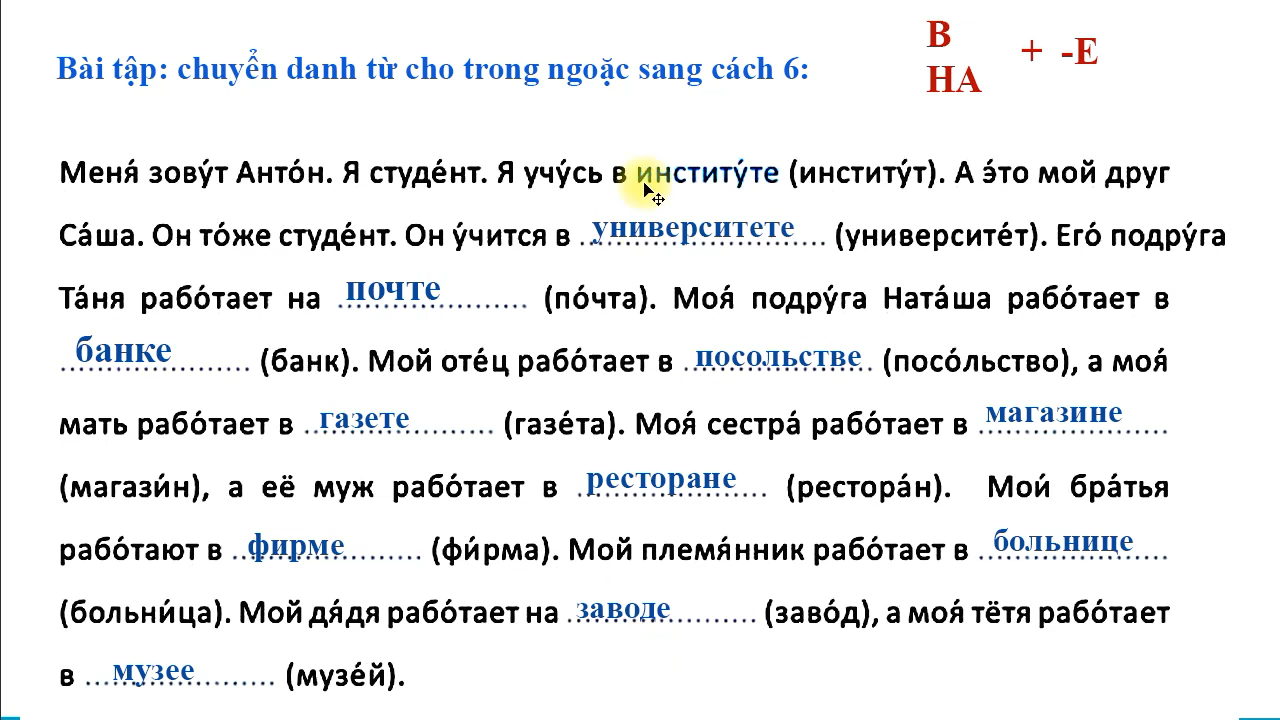 Bài tập: chuyển danh từ cho trong ngoặc sang cách 6:
В
НА
+ -Е
Меня́ зову́т Анто́н. Я студе́нт. Я учу́сь в институ́те (институ́т). А э́то мой друг
Са́ша. Он то́же студе́нт. Он у́чится в университете (университе́т). Его́ подру́га
Та́ня рабо́тает на почте (по́чта). Моя́ подру́га Ната́ша рабо́тает в
банке (банк). Мой оте́ц рабо́тает в посольстве (посо́льство), а моя́
мать рабо́тает в газете (газе́та). Моя́ сестра́ рабо́тает в магазине
(магази́н), а её муж рабо́тает в ресторане (рестора́н). Мои́ бра́тья
рабо́тают в фирме (фи́рма). Мой племя́нник рабо́тает в больнице
(больни́ца). Мой дя́дя рабо́тает на заводе (заво́д), а моя́ тётя рабо́тает
в музее (музе́й).